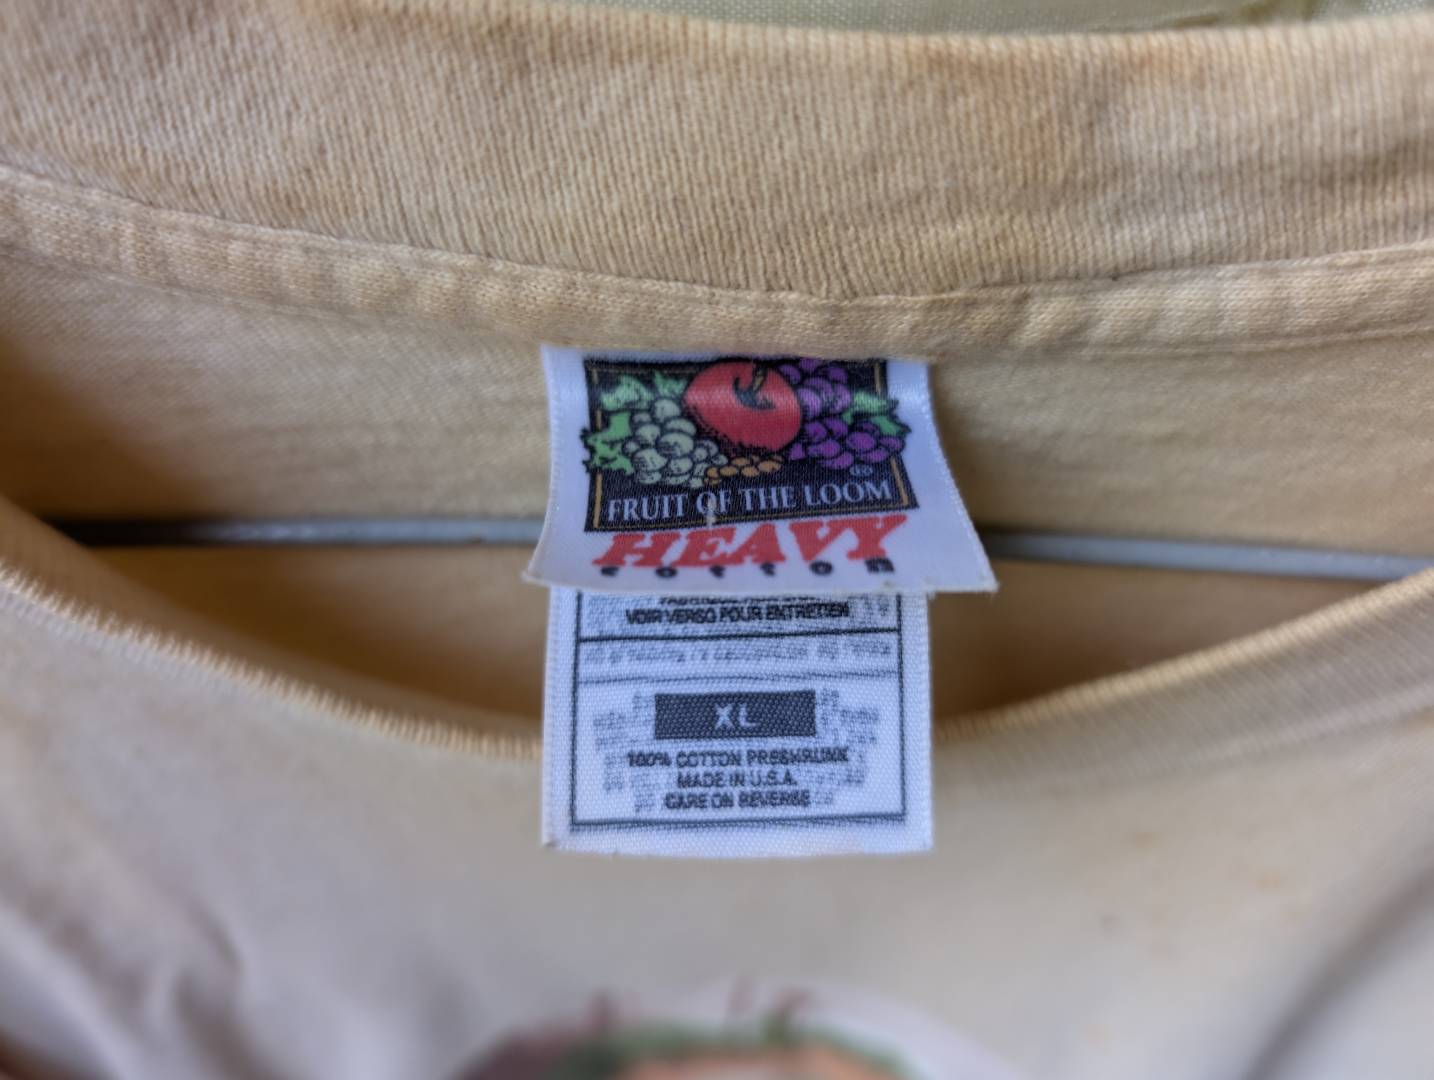 ®
FRUIT OF THE LOOM
HEAVY
COTTON
VOIR VERSO POUR ENTRETIEN
XL
100% COTTON PRESHRUNK
MADE IN U.S.A.
CARE ON REVERSE